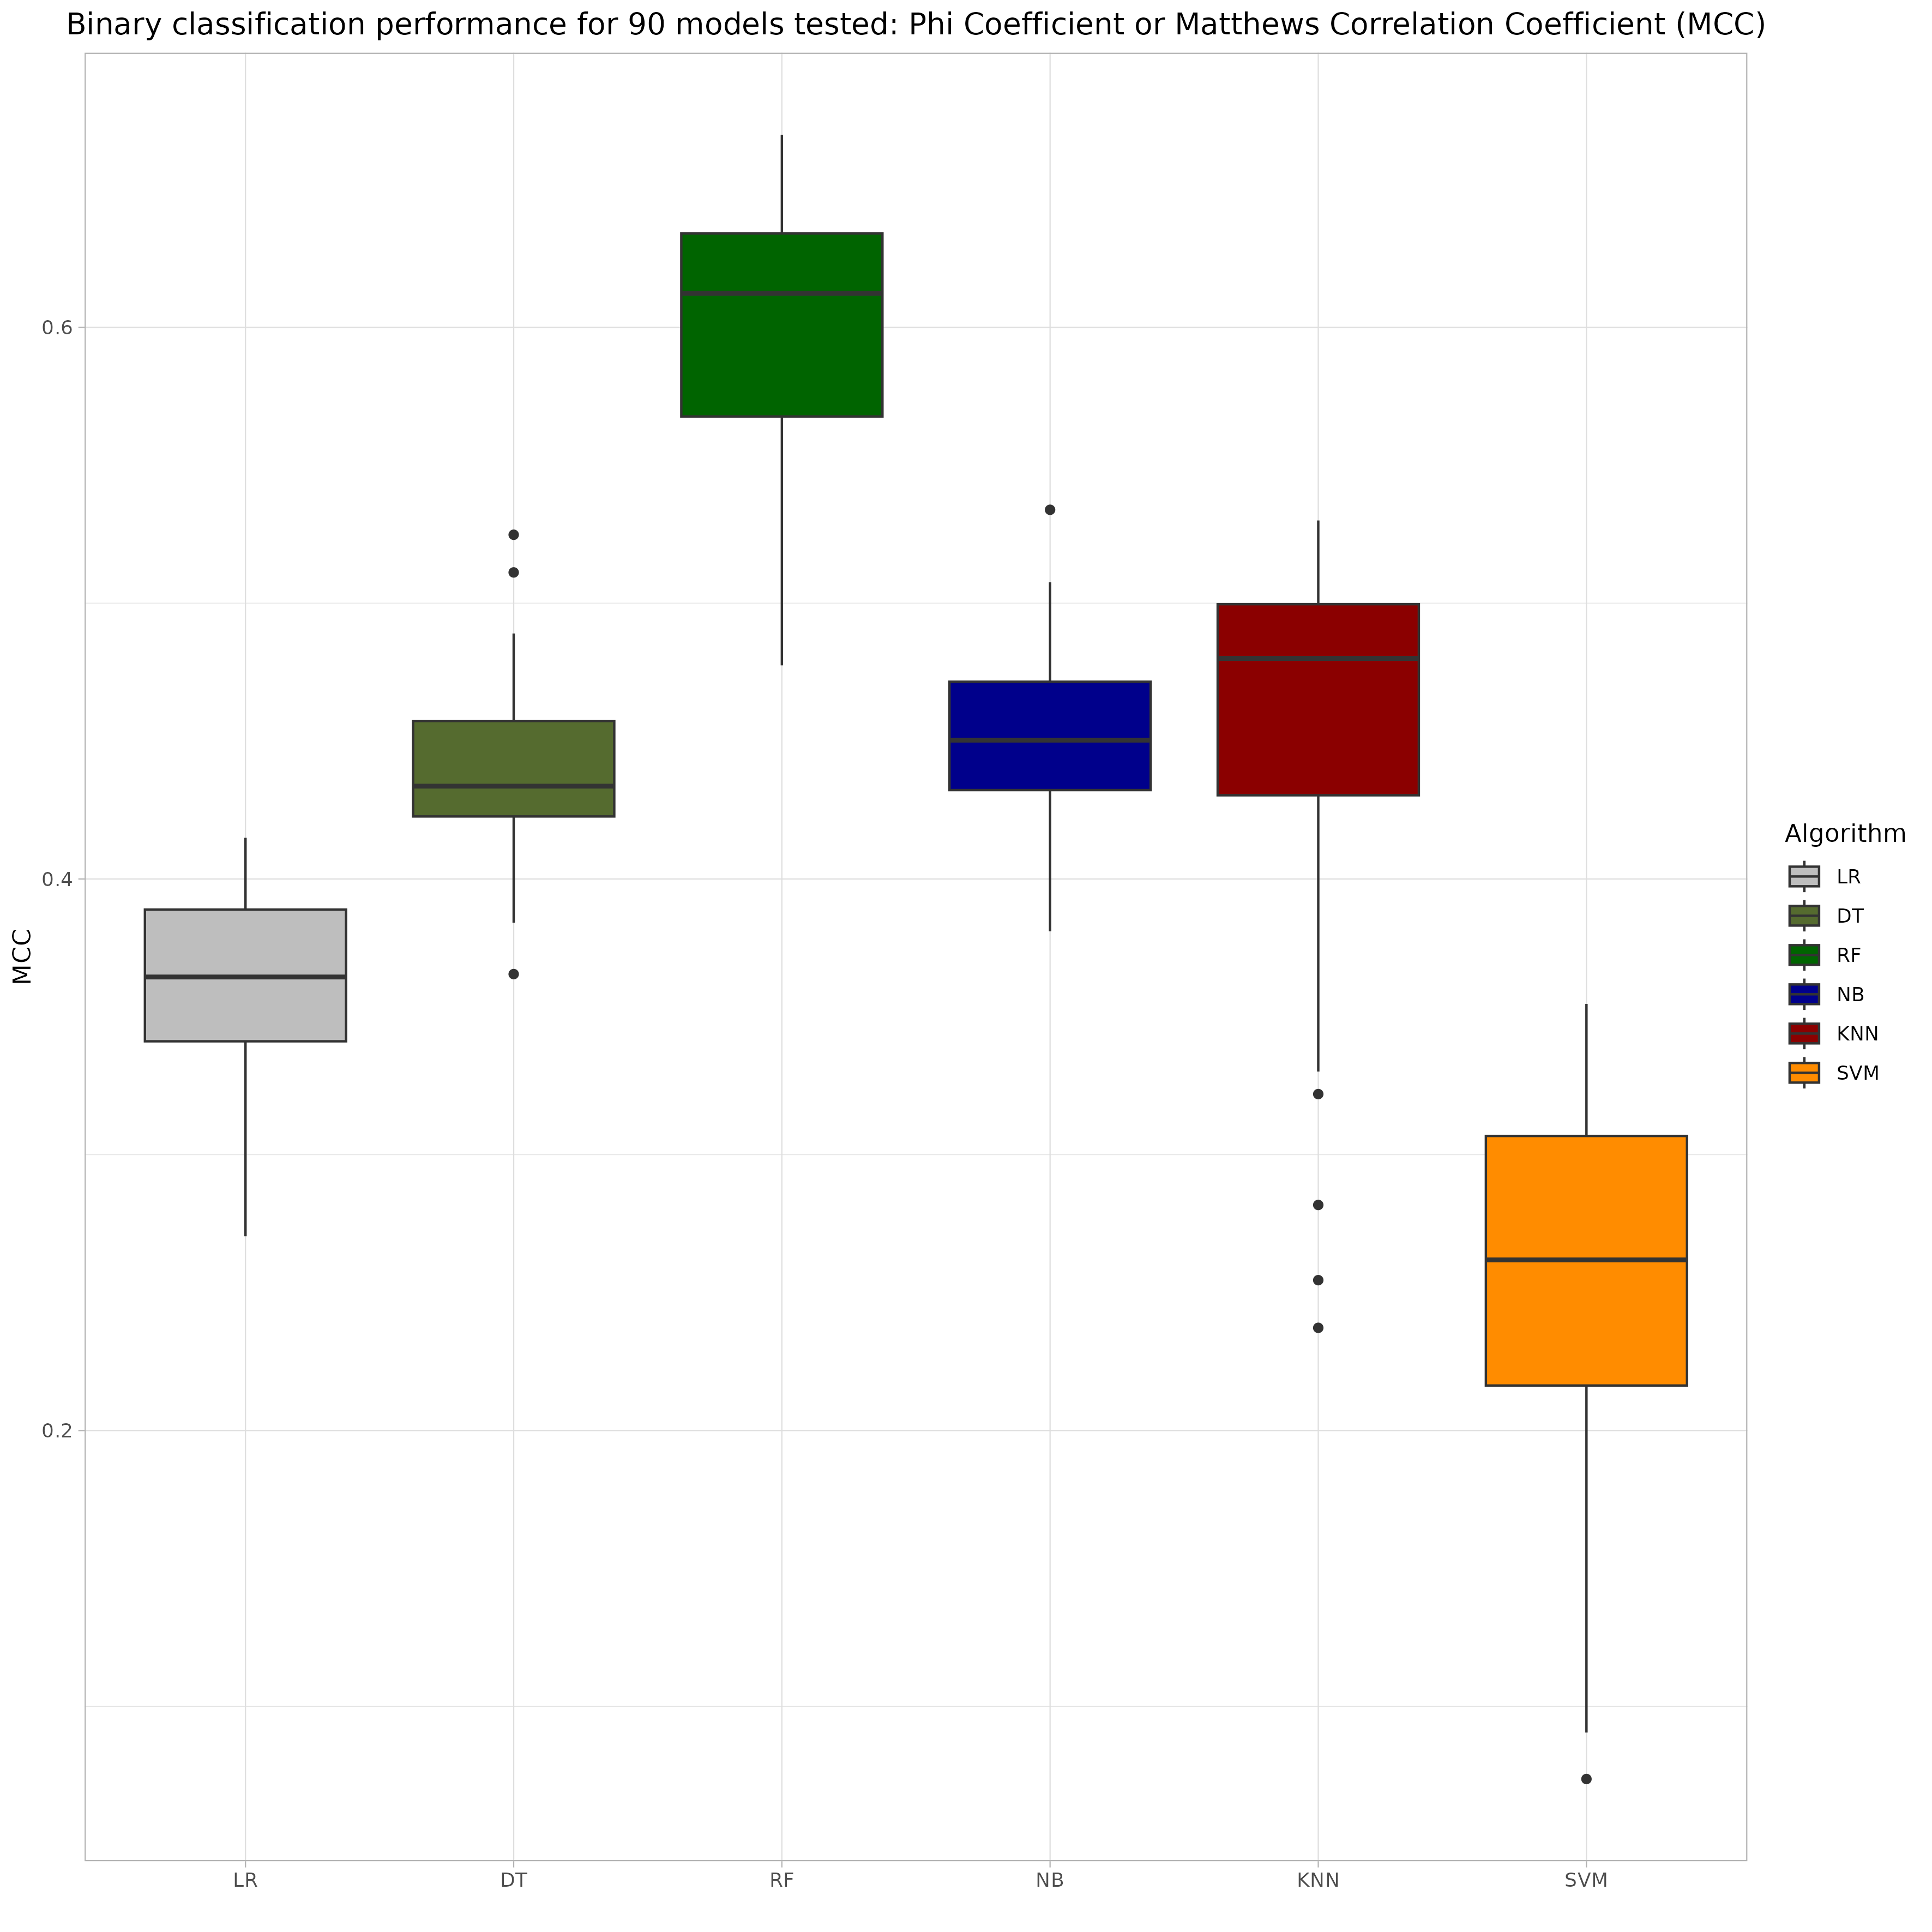 Binary classification performance for 90 models tested: Phi Coefficient or Matthews Correlation Coefficient (MCC)
0.6
0.4
0.2
MCC
LR
DT
RF
NB
KNN
SVM
Algorithm
LR
DT
RF
NB
KNN
SVM